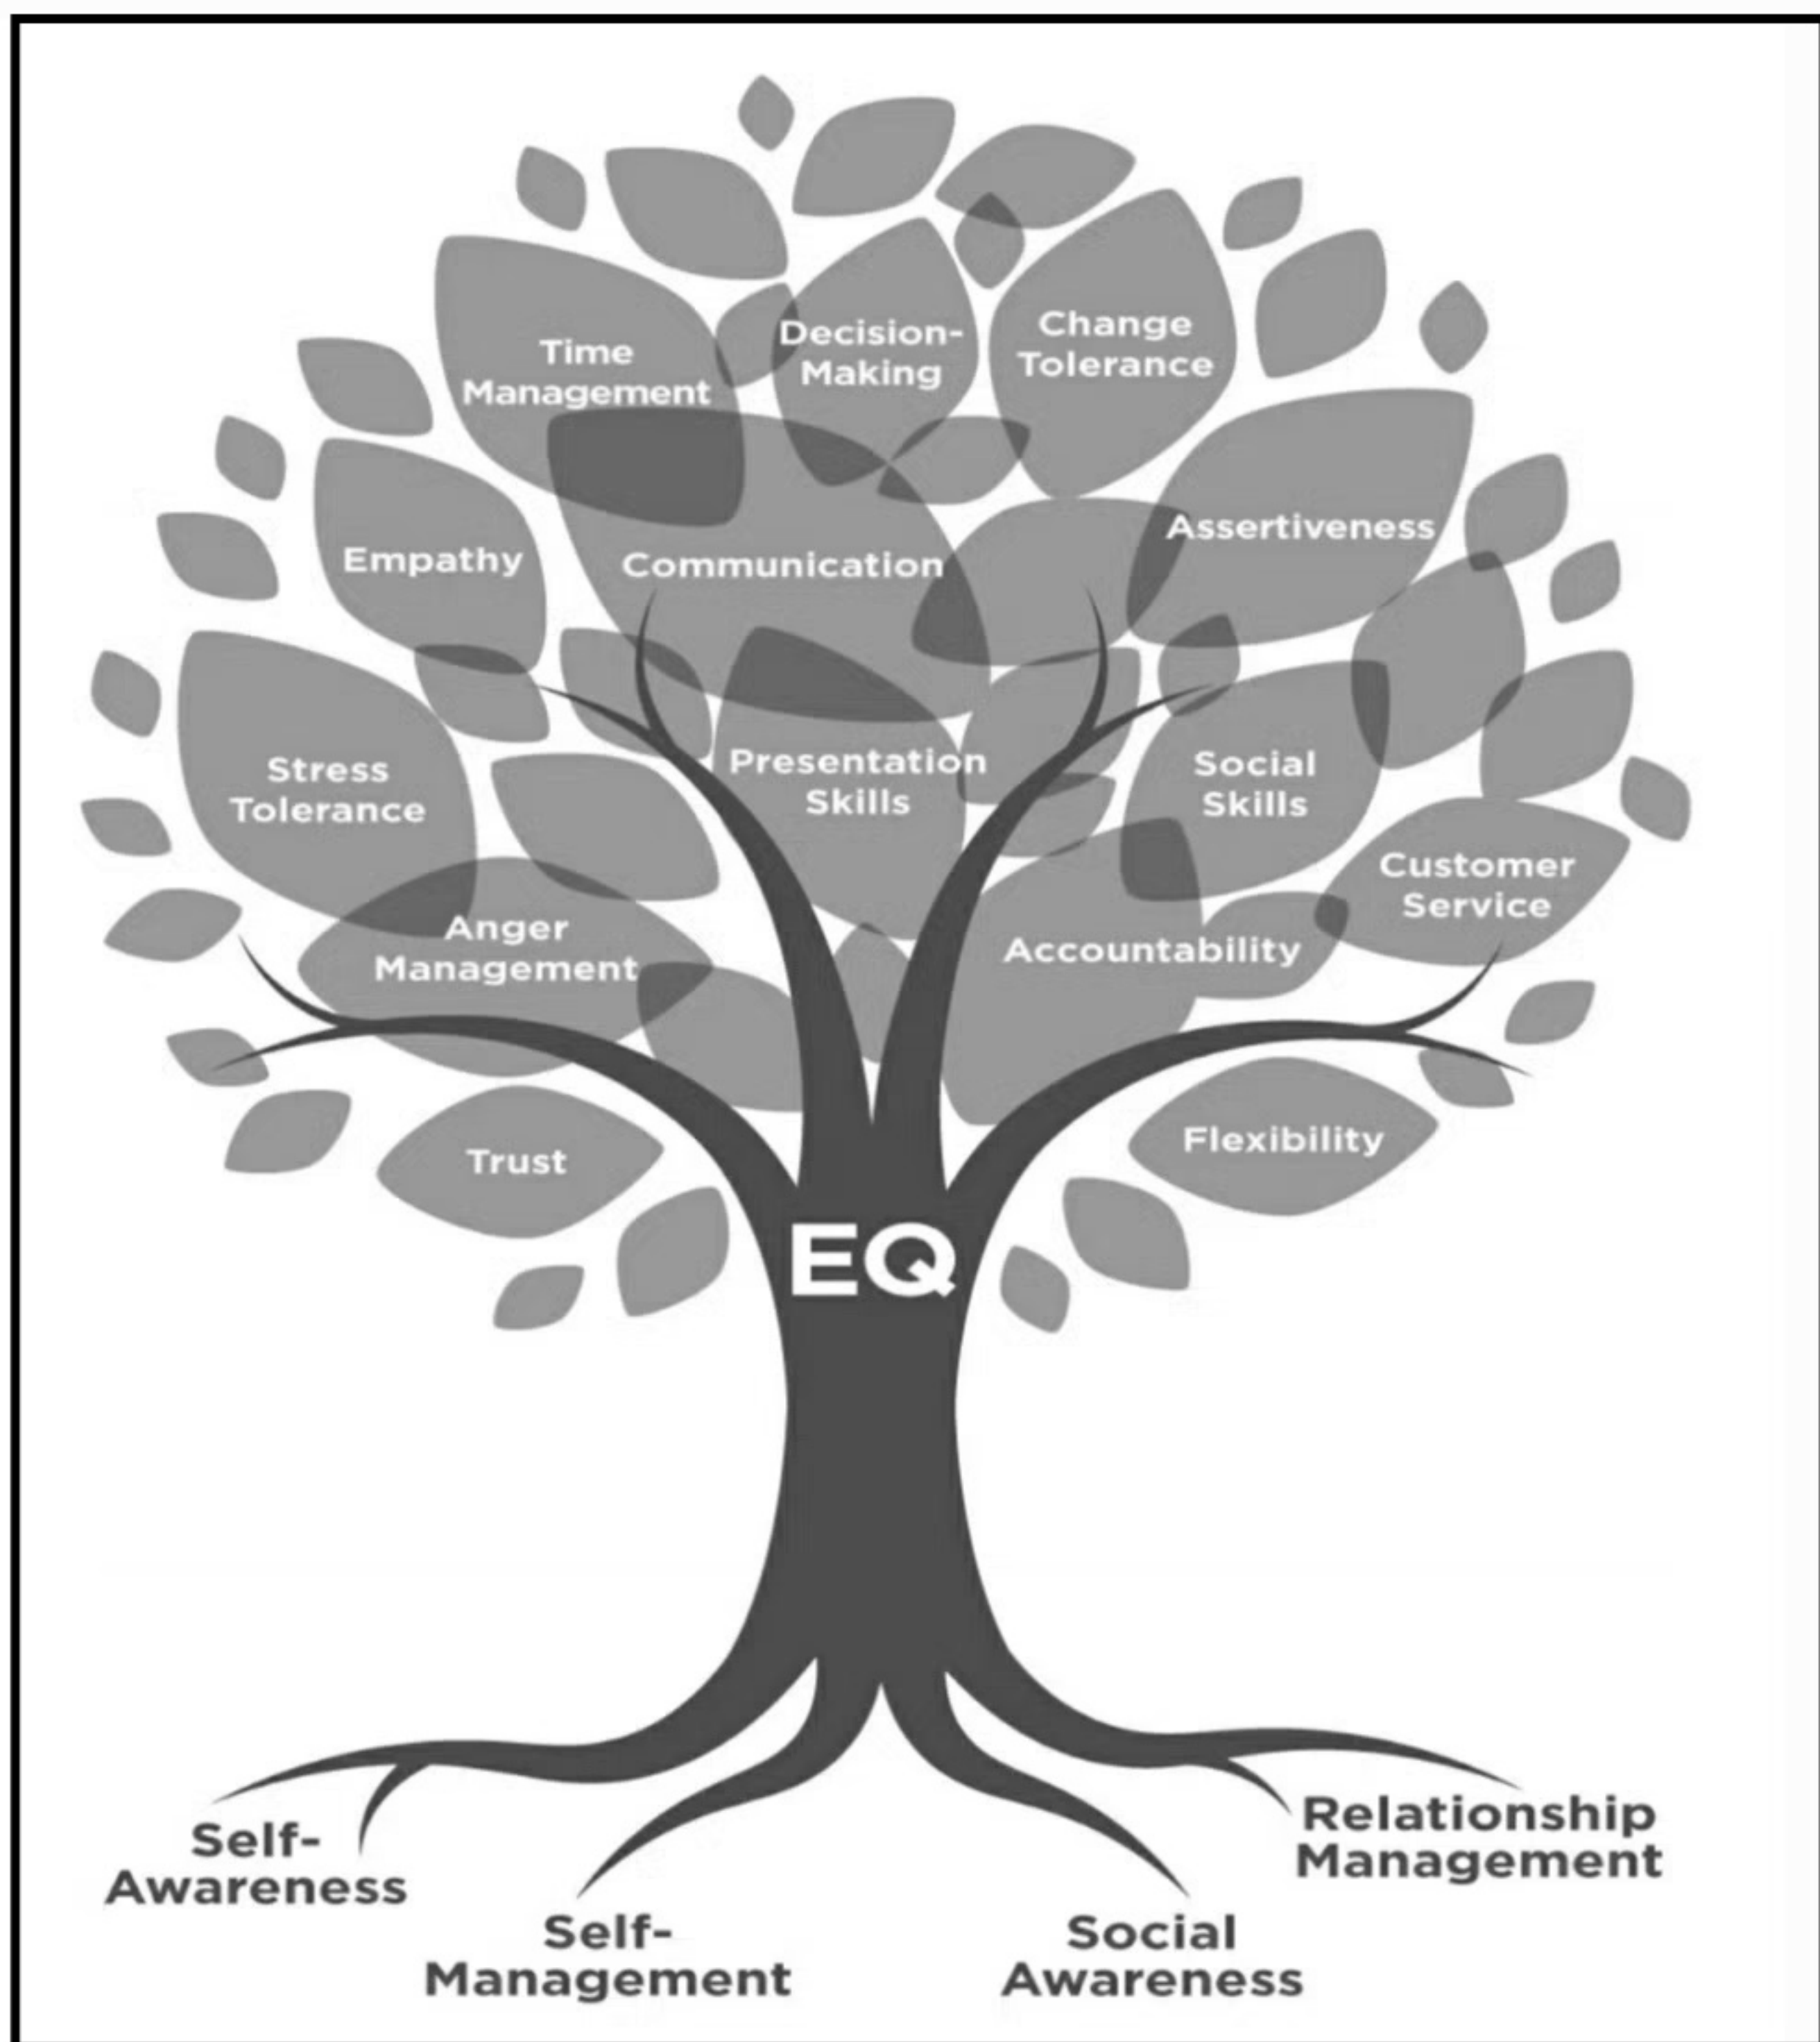 Decision-
Making
Change
Tolerance
Time
Management
Assertiveness
Empathy
Communication
Stress
Tolerance
Presentation
Skills
Social
Skills
Customer
Service
Anger
Management
Accountability
Trust
Flexibility
EQ
Self-
Awareness
Self-
Management
Social
Awareness
Relationship
Management